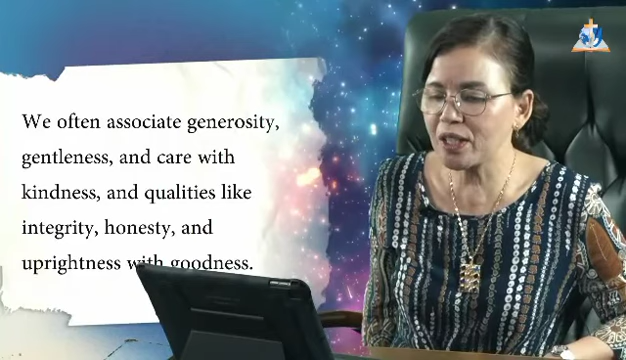 We often associate generosity,
gentleness, and care with
kindness, and qualities like
integrity, honesty, and
uprightness with goodness.